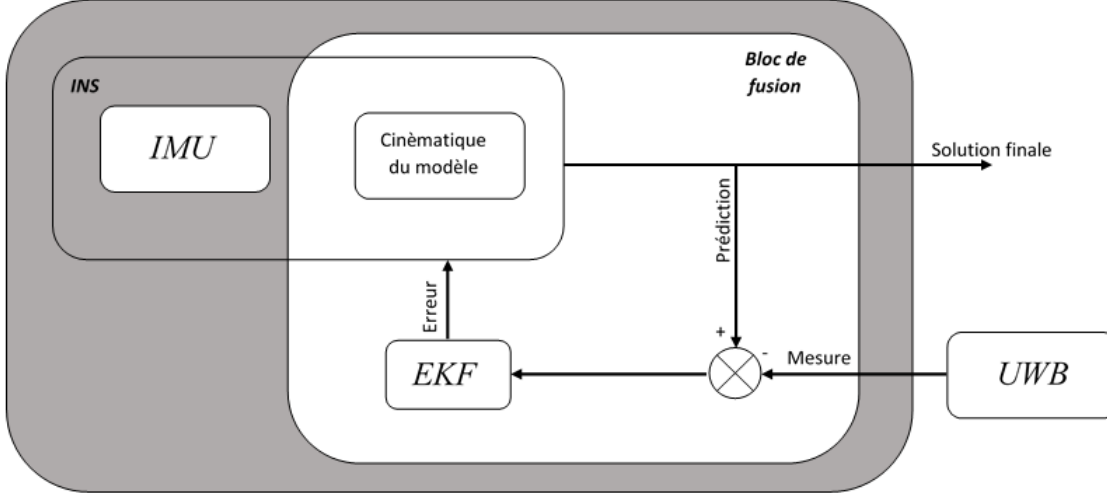 Bloc de
fusion
INS
IMU
Cinèmatique
du modèle
Solution finale
Prédiction
Erreur
+
-
Mesure
EKF
UWB